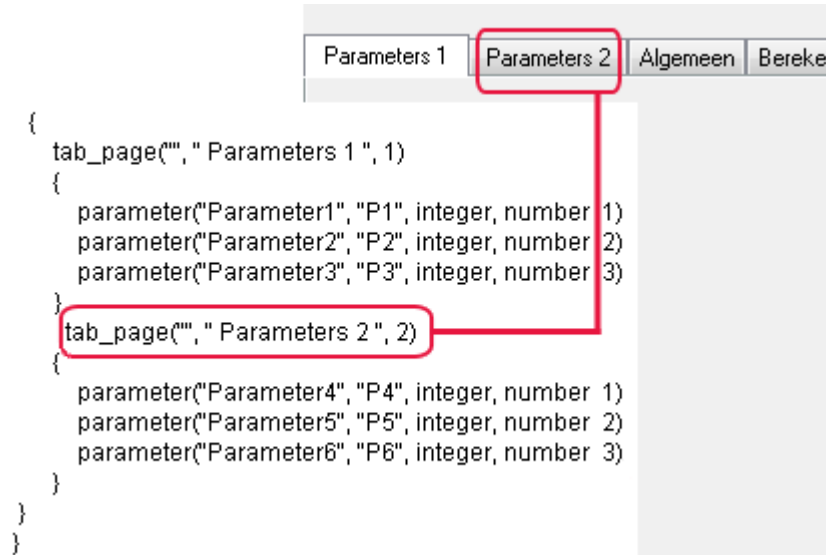 Parameters 1 Parameters 2 Algemeen Bereke
{
tab_page("", " Parameters 1 ", 1)
{
parameter("Parameter1", "P1", integer, number 1)
parameter("Parameter2", "P2", integer, number 2)
parameter("Parameter3", "P3", integer, number 3)
}
tab_page("", " Parameters 2 ", 2)
{
parameter("Parameter4", "P4", integer, number 1)
parameter("Parameter5", "P5", integer, number 2)
parameter("Parameter6", "P6", integer, number 3)
}
}
}